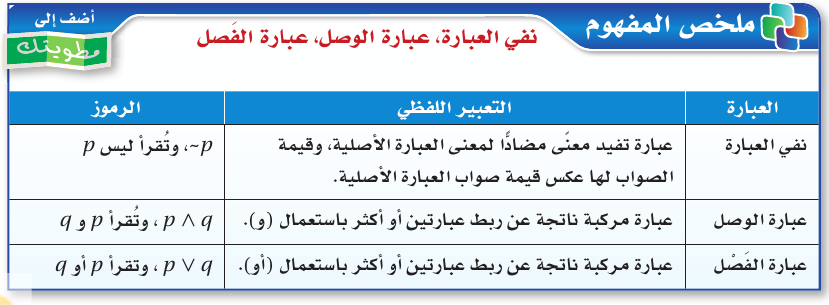 ملخص المفهوم
أضف إلى
مطويتك
نفي العبارة، عبارة الوصل، عبارة الفَصل
العبارة التعبير اللفظي الرموز
نفي العبارة عبارة تفيد معنًى مضادًّا لمعنى العبارة الأصلية، وقيمة ~p، وتُقرأ ليس p
الصواب لها عكس قيمة صواب العبارة الأصلية.
عبارة الوصل عبارة مركبة ناتجة عن ربط عبارتين أو أكثر باستعمال (و). p ∧ q ، وتُقرأ p و q
عبارة الفَصْل عبارة مركبة ناتجة عن ربط عبارتين أو أكثر باستعمال (أو). p ∨ q ، وتقرأ p أو q